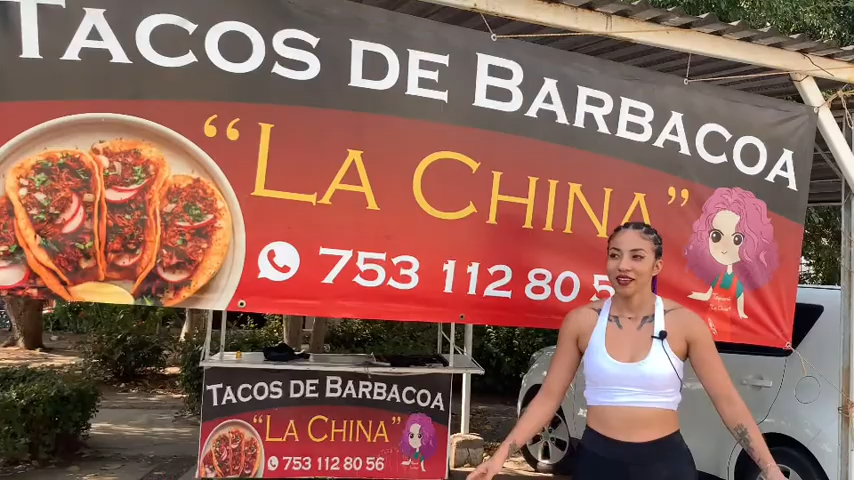 TACOS DE BARBACOA
“LA CHINA”
753 112 80 5
TACOS DE BARBACOA
“LA CHINA”
753 112 80 56